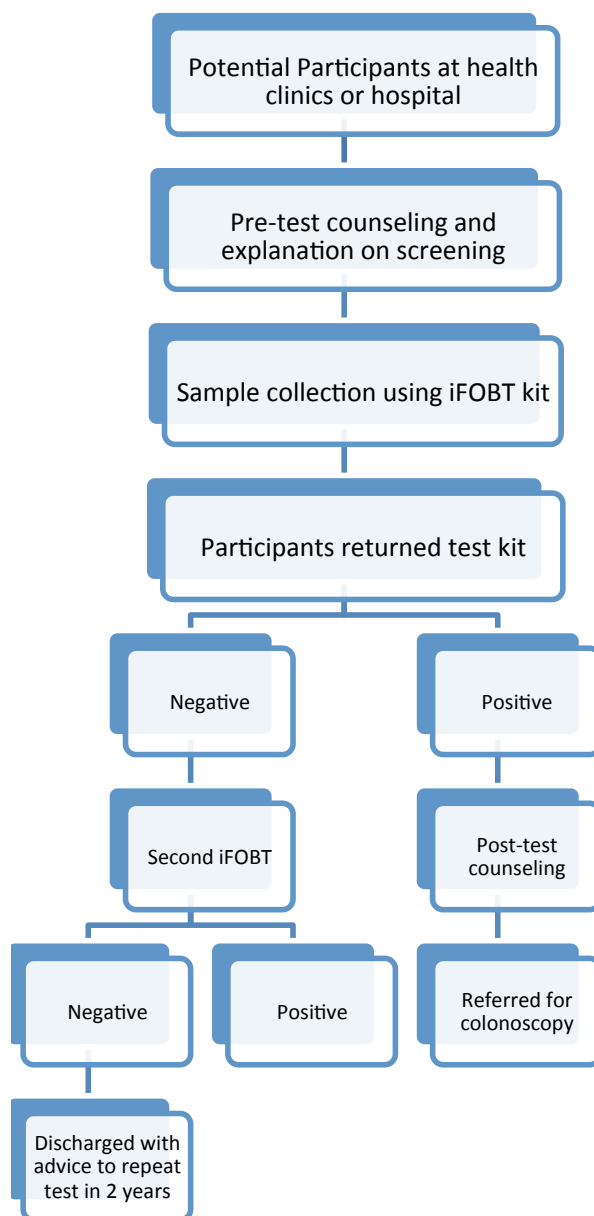 Potential Participants at health
clinics or hospital
Pre-test counseling and
explanation on screening
Sample collection using iFOBT kit
Participants returned test kit
Negative
Positive
Second iFOBT
Post-test
counseling
Negative
Positive
Referred for
colonoscopy
Discharged with
advice to repeat
test in 2 years